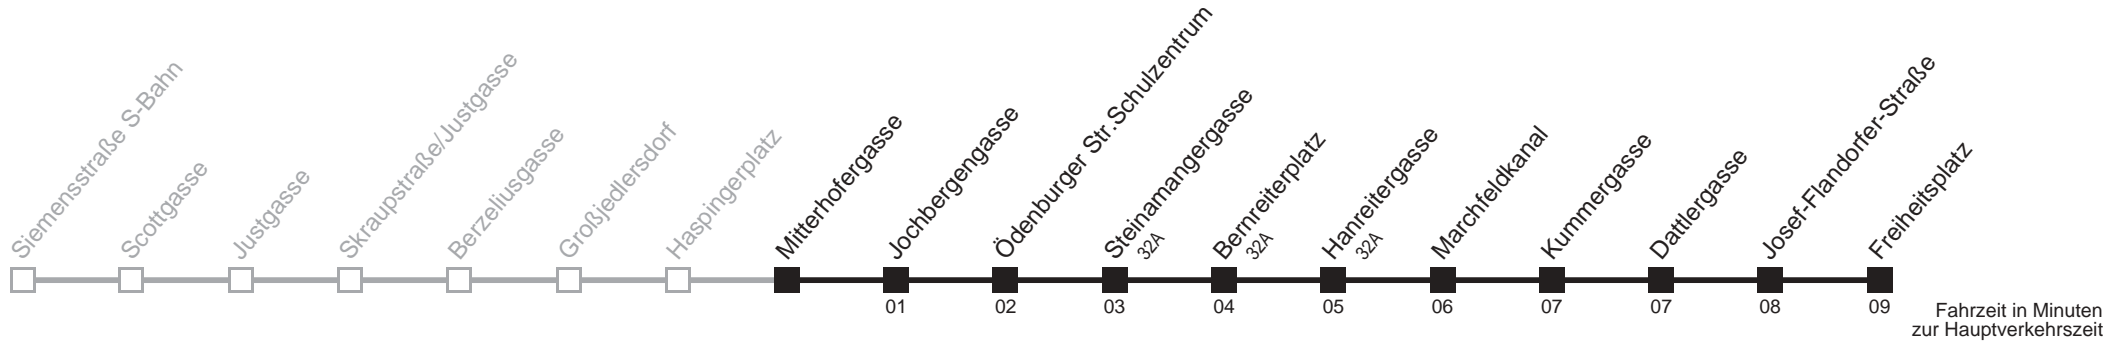 Siemensstraße S-Bahn
Scottgasse
Justgasse
Skraupstraße/Justgasse
Berzeliusgasse
Großjedlersdorf
Haspingerplatz
Mitterhofergasse
Jochbergengasse
Ödenburger Str.Schulzentrum
Steinamangergasse
32A
Bernreiterplatz
32A
Hanreitergasse
32A
Marchfeldkanal
Kummergasse
Dattlergasse
Josef-Flandorfer-Straße
Freiheitsplatz
01 02 03 04 05 06 07 07 08 09
Fahrzeit in Minuten
zur Hauptverkehrszeit